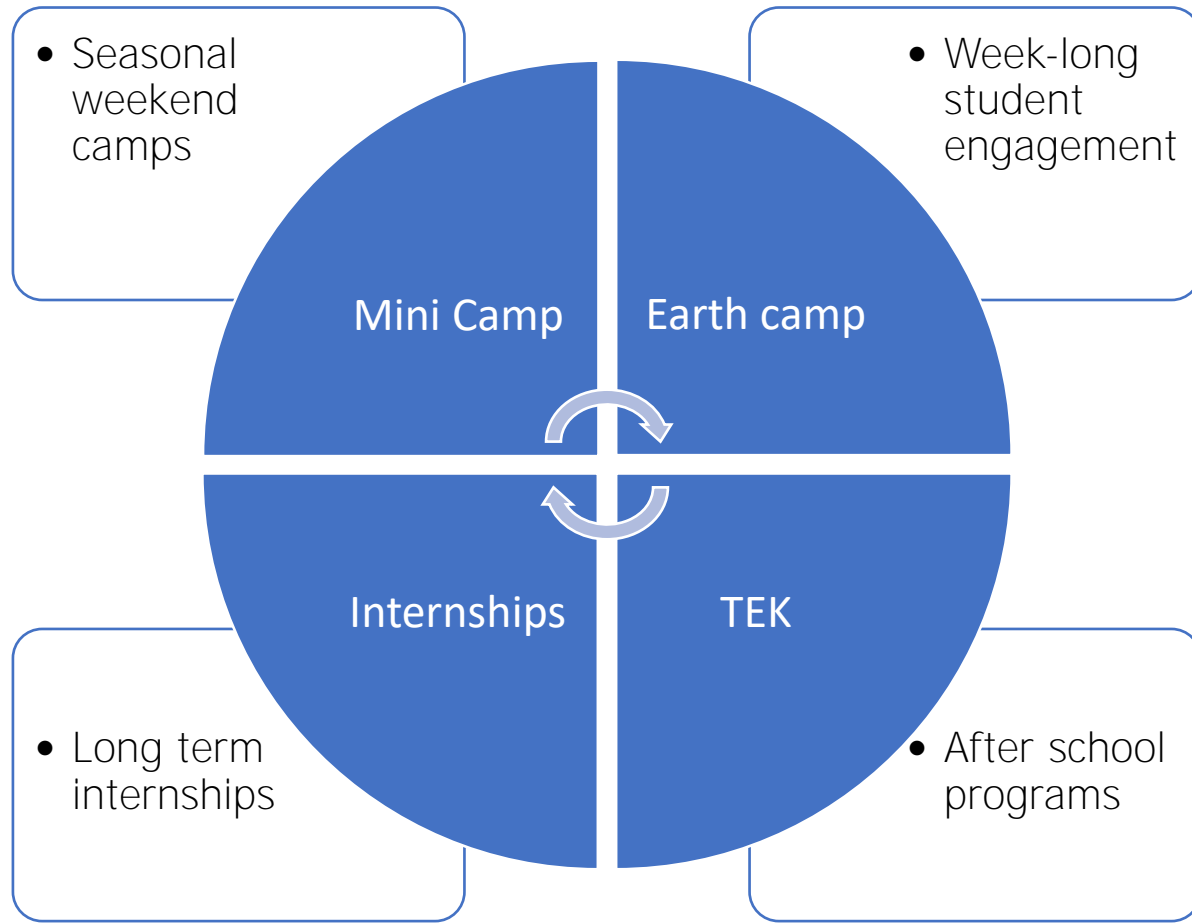 • Seasonal
weekend
camps
• Week-long
student
engagement
Mini Camp
Earth camp
Internships
TEK
• Long term
internships
• After school
programs